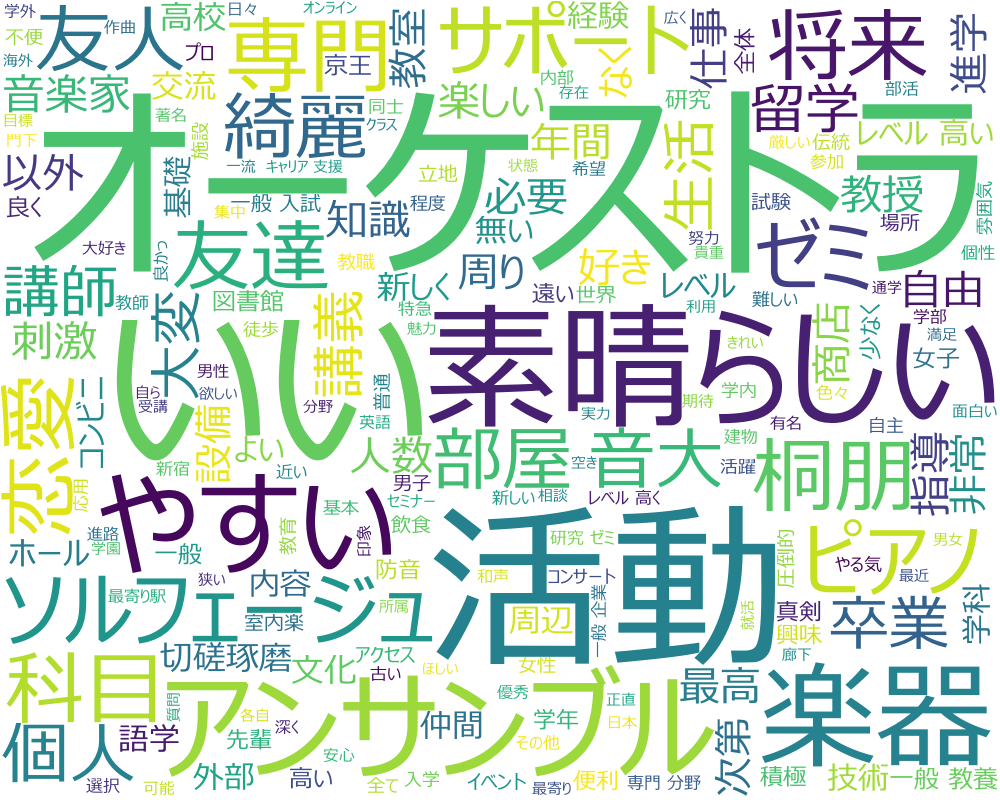 学外
日々
オンライン
友人
作曲
高校
不便
プロ
海外
音楽家
交流
目標
著名
門下
施設
専門
京王
教室
サポート
経験
広く
仕事
全体
将来
進学
内部
存在
部活
なく
楽しい
研究
同士
クラス
綺麗
オーケストラ
年間
留学
レベル 高い
厳しい
伝統
参加
以外
良く
基礎
一流
キャリア 支援
立地
状態
希望
一般 入試
集中
知識
程度
必要
無い
生活
教授
試験
場所
雰囲気
個性
大好き
良かっ
友達
教職
新しく
周り
好き
努力
貴重
ゼミ
講師
教師
大変
図書館
特急
遠い
世界
レベル
利用
難しい
通学
自由
刺激
徒歩
魅力
きれい
学部
満足
少なく
女子
商店
講義
いい
素晴らしい
恋愛
コンビニ
男性
自ら
受講
欲しい
分野
普通
英語
学内
期待
色々
面白い
実力
有名
自主
設備
よい
人数
部屋
音大
建物
活躍
桐朋
指導
非常
新宿
近い
応用
男子
セミナー
空き
やすい
基本
飲食
新しい
相談
レベル 高く
進路
学園
教育
印象
ホール
一般
防音
研究 ゼミ
圧倒的
ピアノ
やる気
男女
最近
狭い
和声
コンサート
ソルフェージュ
最寄り駅
内容
所属
活動
周辺
一般 企業
就活
真剣
興味
卒業
学科
室内楽
切磋琢磨
文化
アクセス
古い
ほしい
女性
廊下
科目
アンサンブル
最高
楽器
質問
各自
優秀
正直
個人
語学
先輩
深く
仲間
学年
日本
その他
次第
安心
選択
可能
外部
高い
全て
入学
イベント
最寄り
便利
専門 分野
積極
技術
一般 教養